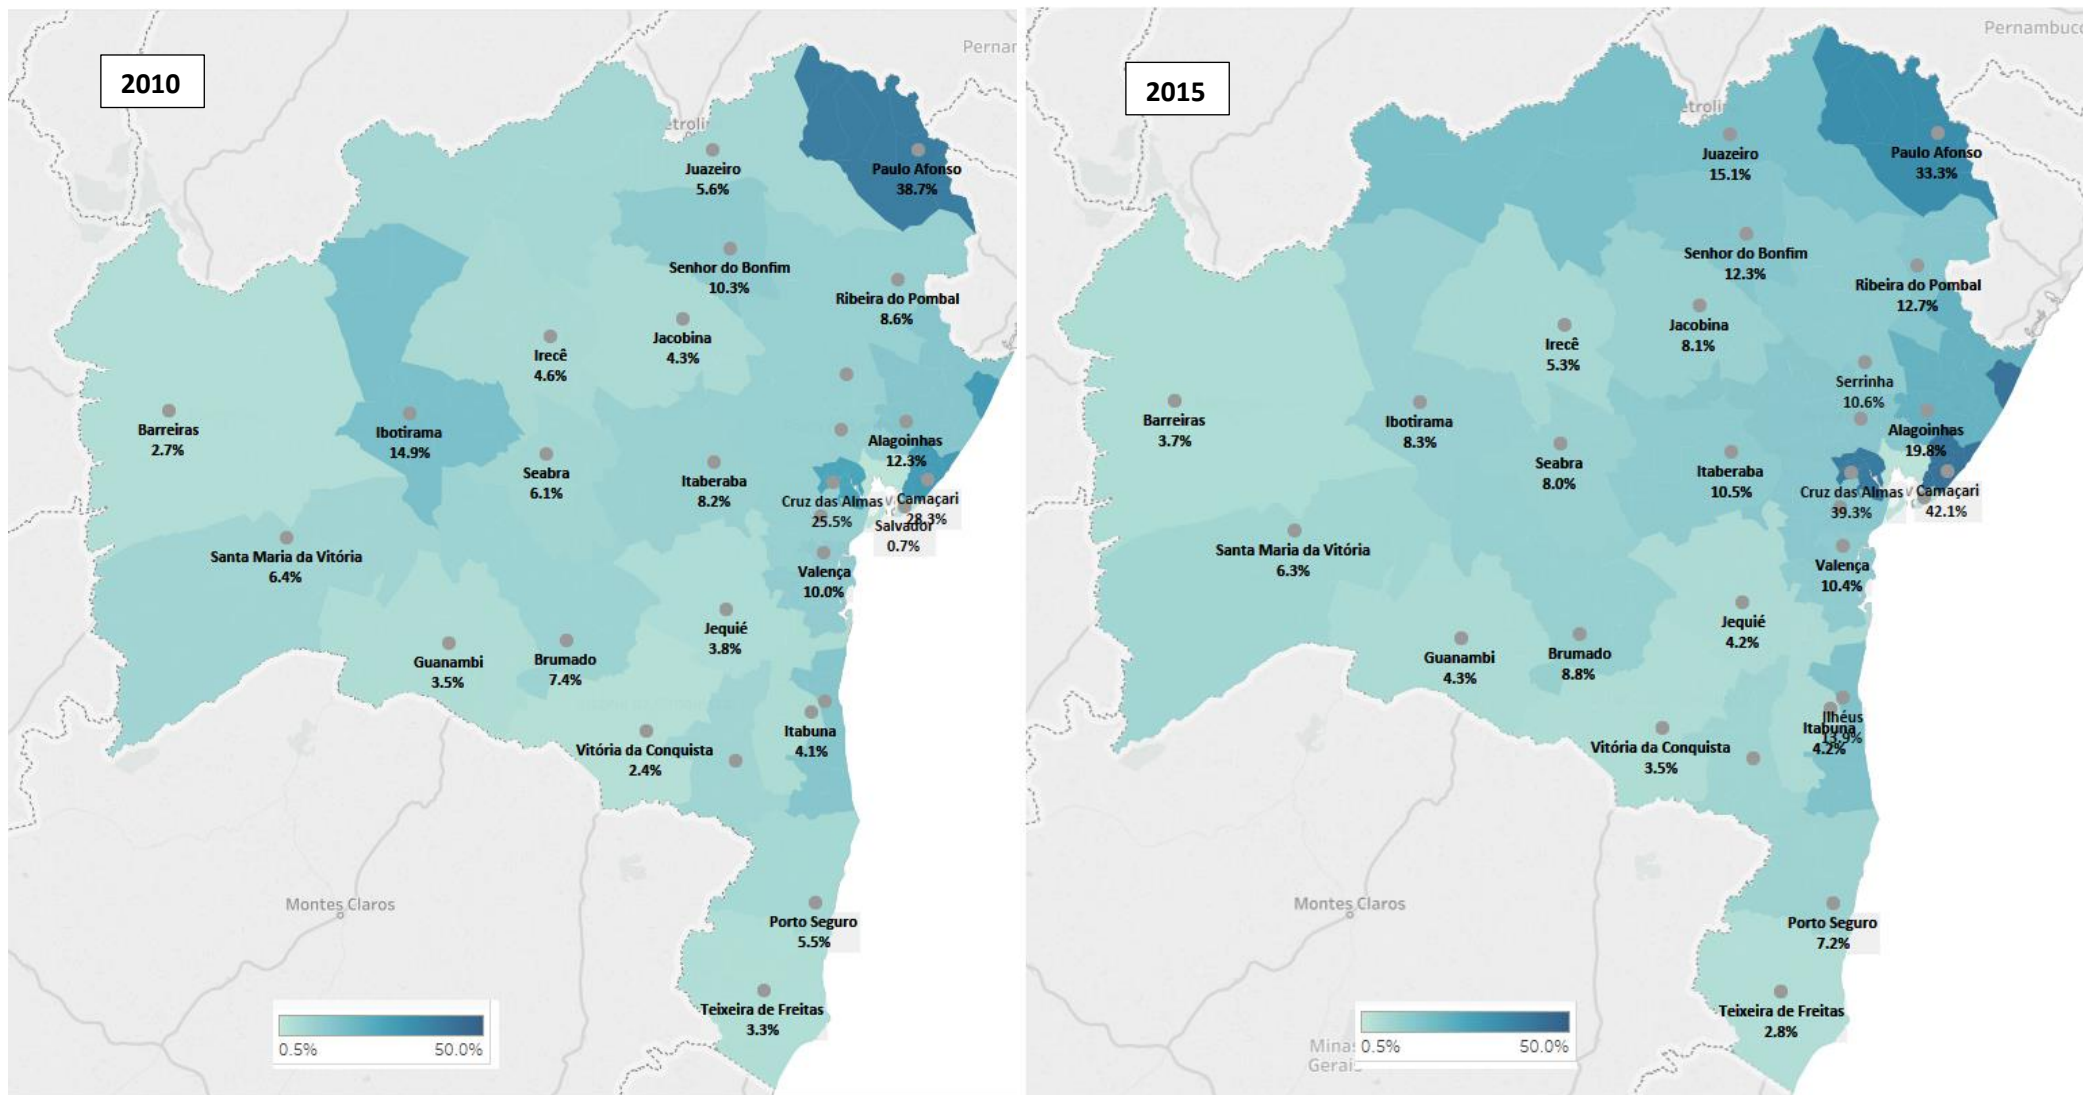 2010
Pernar
etroli
Juazeiro
5.6%
Paulo Afonso
38.7%
Senhor do Bonfim
10.3%
Ribeira do Pombal
8.6%
Jacobina
4.3%
Irecê
4.6%
Barreiras
2.7%
Ibotirama
14.9%
Seabra
6.1%
Itaberaba
8.2%
Alagoinhas
12.3%
Cruz das Almas
25.5%
Camaçari
28.3%
Salvador
0.7%
Santa Maria da Vitória
6.4%
Valença
10.0%
Jequié
3.8%
Guanambi
3.5%
Brumado
7.4%
Itabuna
4.1%
Vitória da Conquista
2.4%
Montes Claros
Porto Seguro
5.5%
Teixeira de Freitas
3.3%
0.5% 50.0%
2015
Pernambuco
etrolin
Juazeiro
15.1%
Paulo Afonso
33.3%
Senhor do Bonfim
12.3%
Ribeira do Pombal
12.7%
Jacobina
8.1%
Irecê
5.3%
Serrinha
10.6%
Barreiras
3.7%
Ibotirama
8.3%
Seabra
8.0%
Itaberaba
10.5%
Alagoinhas
19.8%
Cruz das Almas
39.3%
Camaçari
42.1%
Santa Maria da Vitória
6.3%
Valença
10.4%
Jequié
4.2%
Guanambi
4.3%
Brumado
8.8%
Ilhéus
13.9%
Itabuna
4.2%
Vitória da Conquista
3.5%
Montes Claros
Porto Seguro
7.2%
Teixeira de Freitas
2.8%
Minas
Gerais
0.5% 50.0%